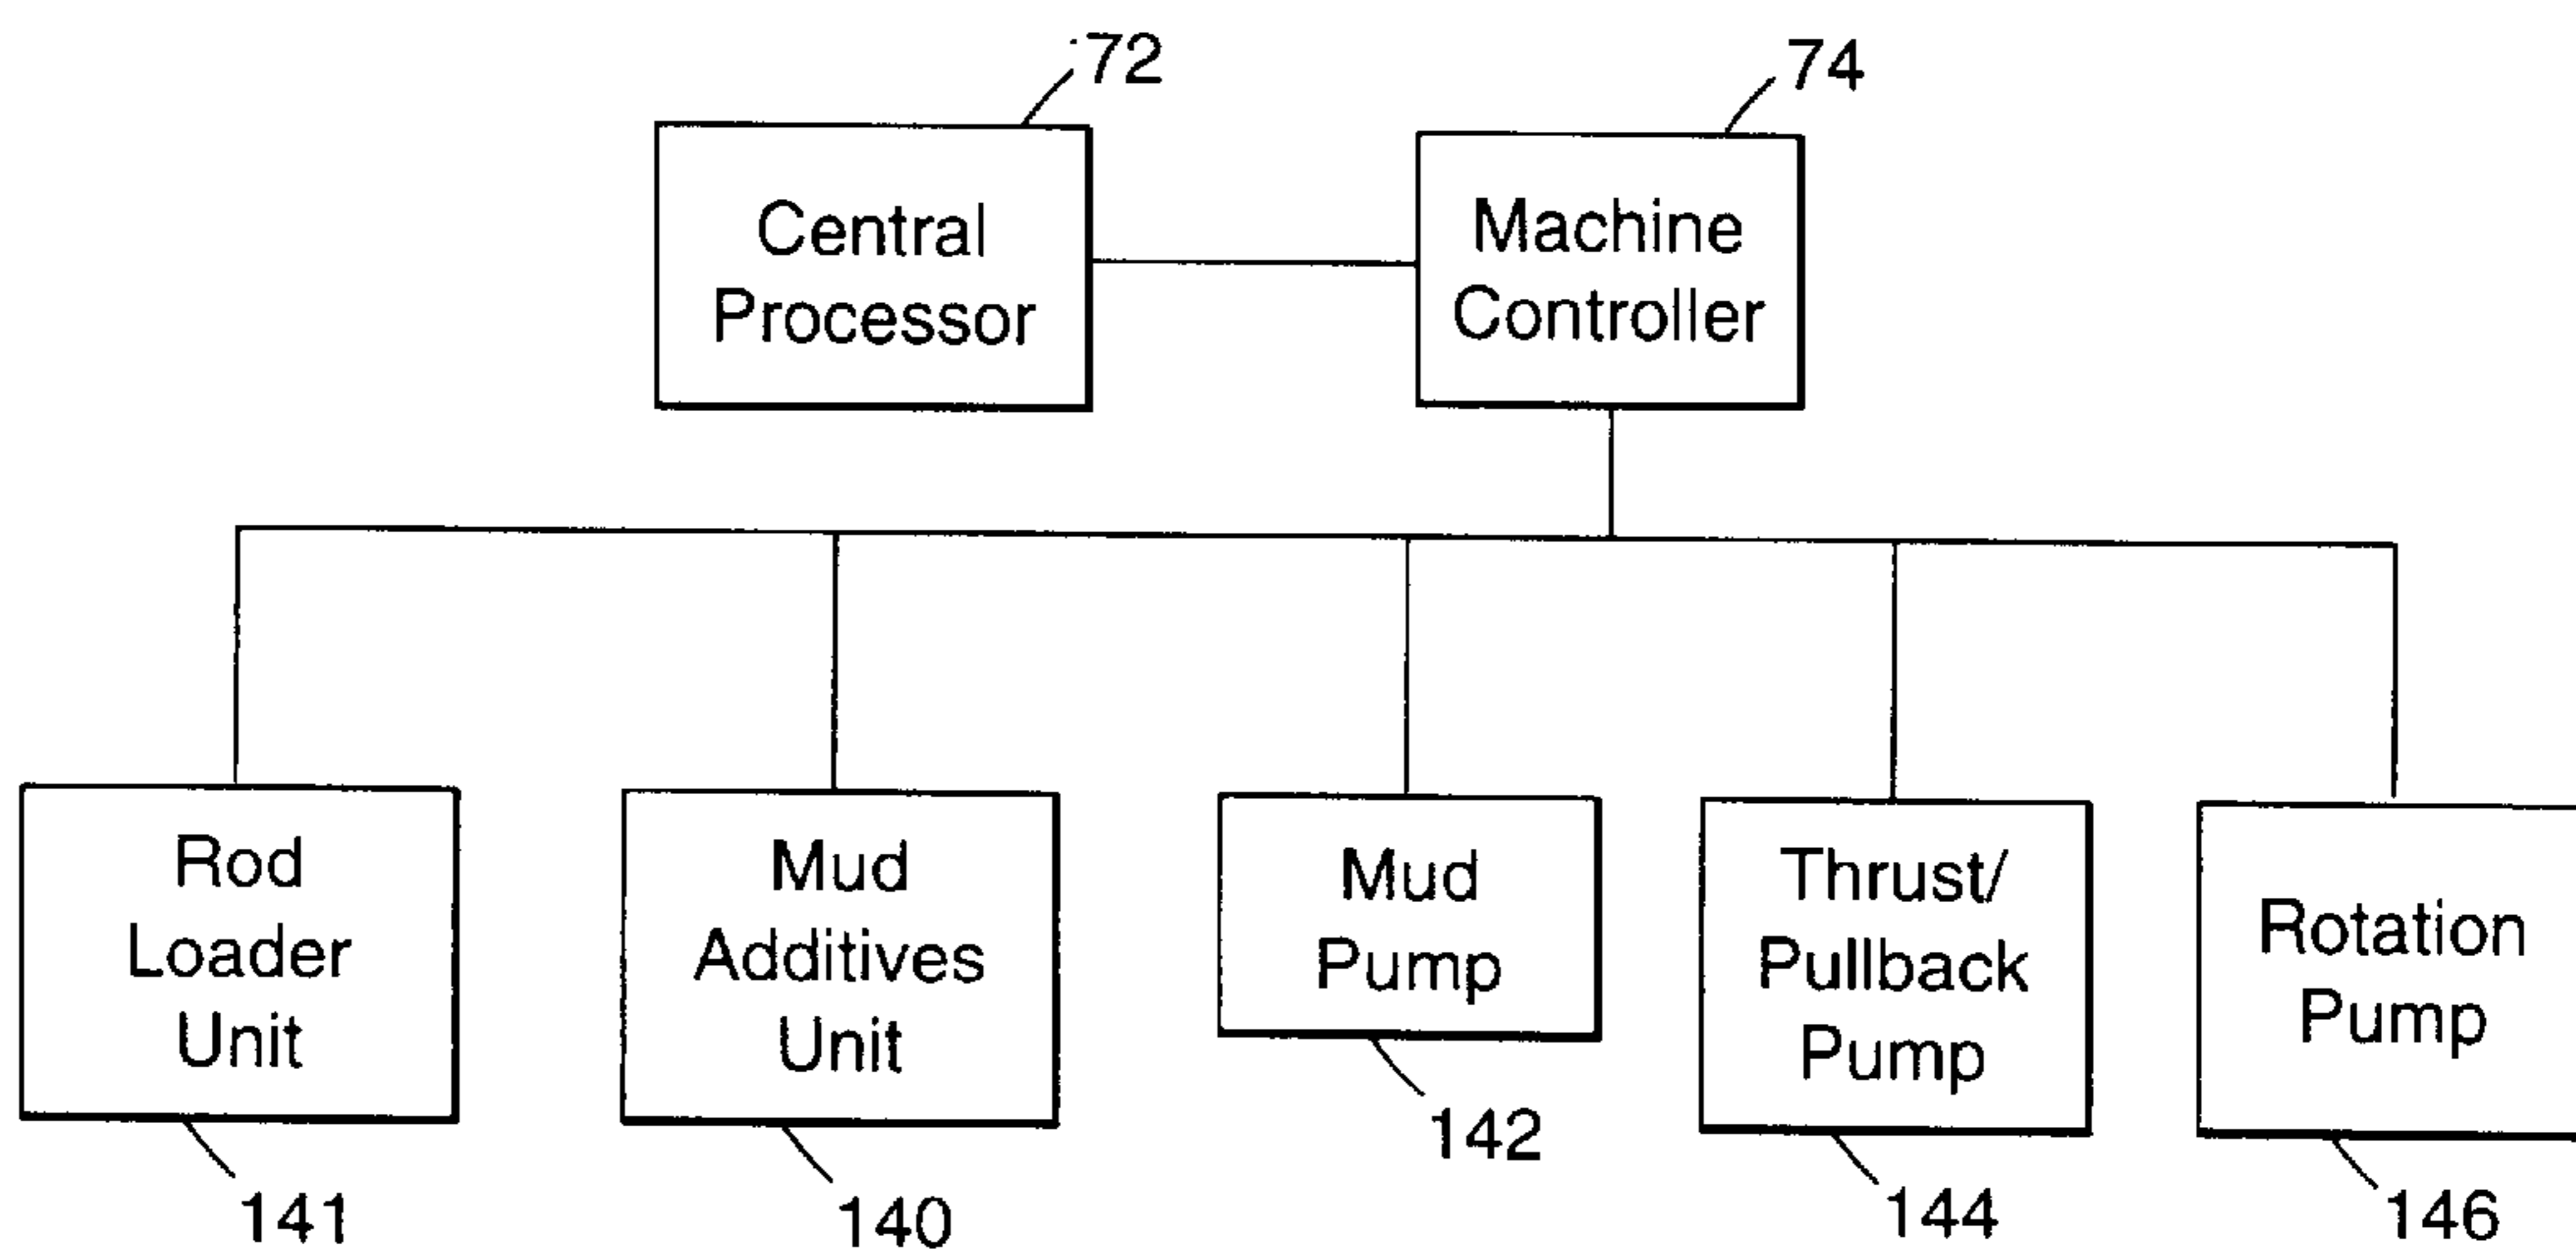 72
74
Central
Processor
Machine
Controller
Rod
Loader
Unit
Mud
Additives
Unit
Mud
Pump
Thrust/
Pullback
Pump
Rotation
Pump
141
140
142
144
146